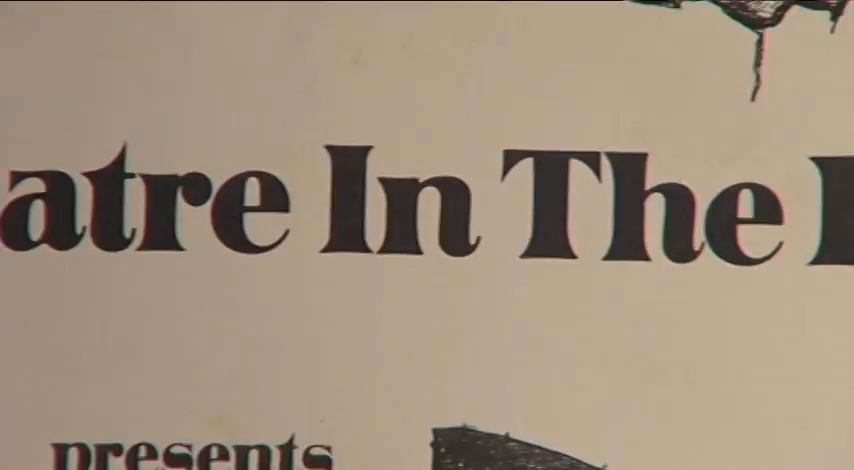 atre In The
presents